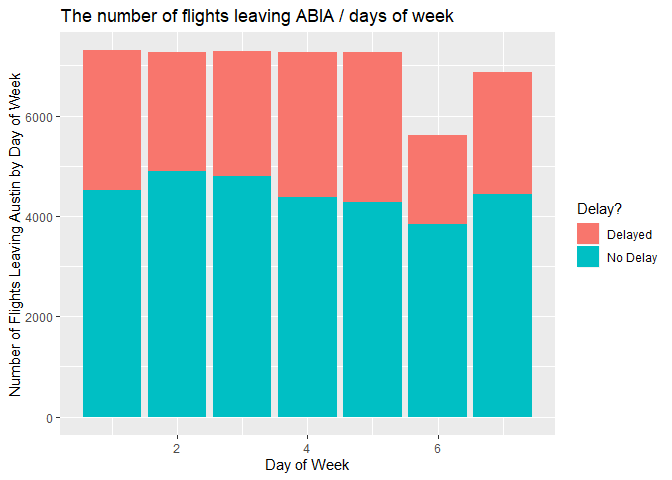 The number of flights leaving ABIA / days of week
Number of Flights Leaving Austin by Day of Week
6000
4000
2000
0
2
4
6
Day of Week
Delay?
Delayed
No Delay